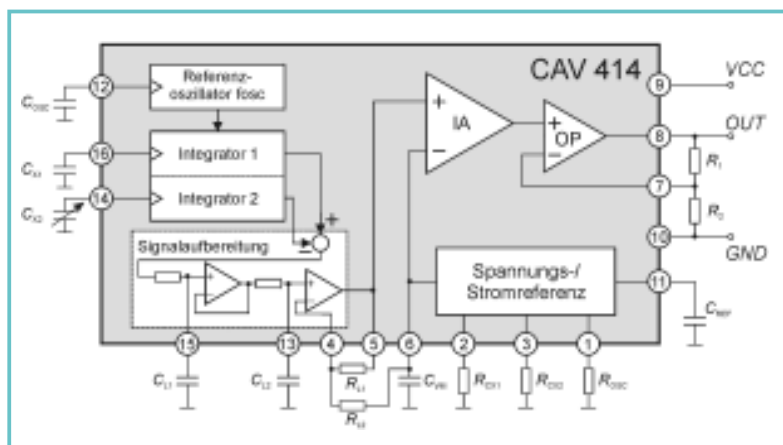 CAV 414
12
Referenz-
oszillator fosc
C_OSC
16
Integrator 1
C_X1
14
Integrator 2
C_X2
+
−
Signalaufbereitung
+
−
IA
+
−
OP
9
VCC
8
OUT
R_1
7
R_2
10
GND
Spannungs-/
Stromreferenz
11
C_REF
15
13
4
5
6
2
3
1
C_L1
C_L2
R_L1
R_L2
C_VM
R_CX1
R_CX2
R_OSC